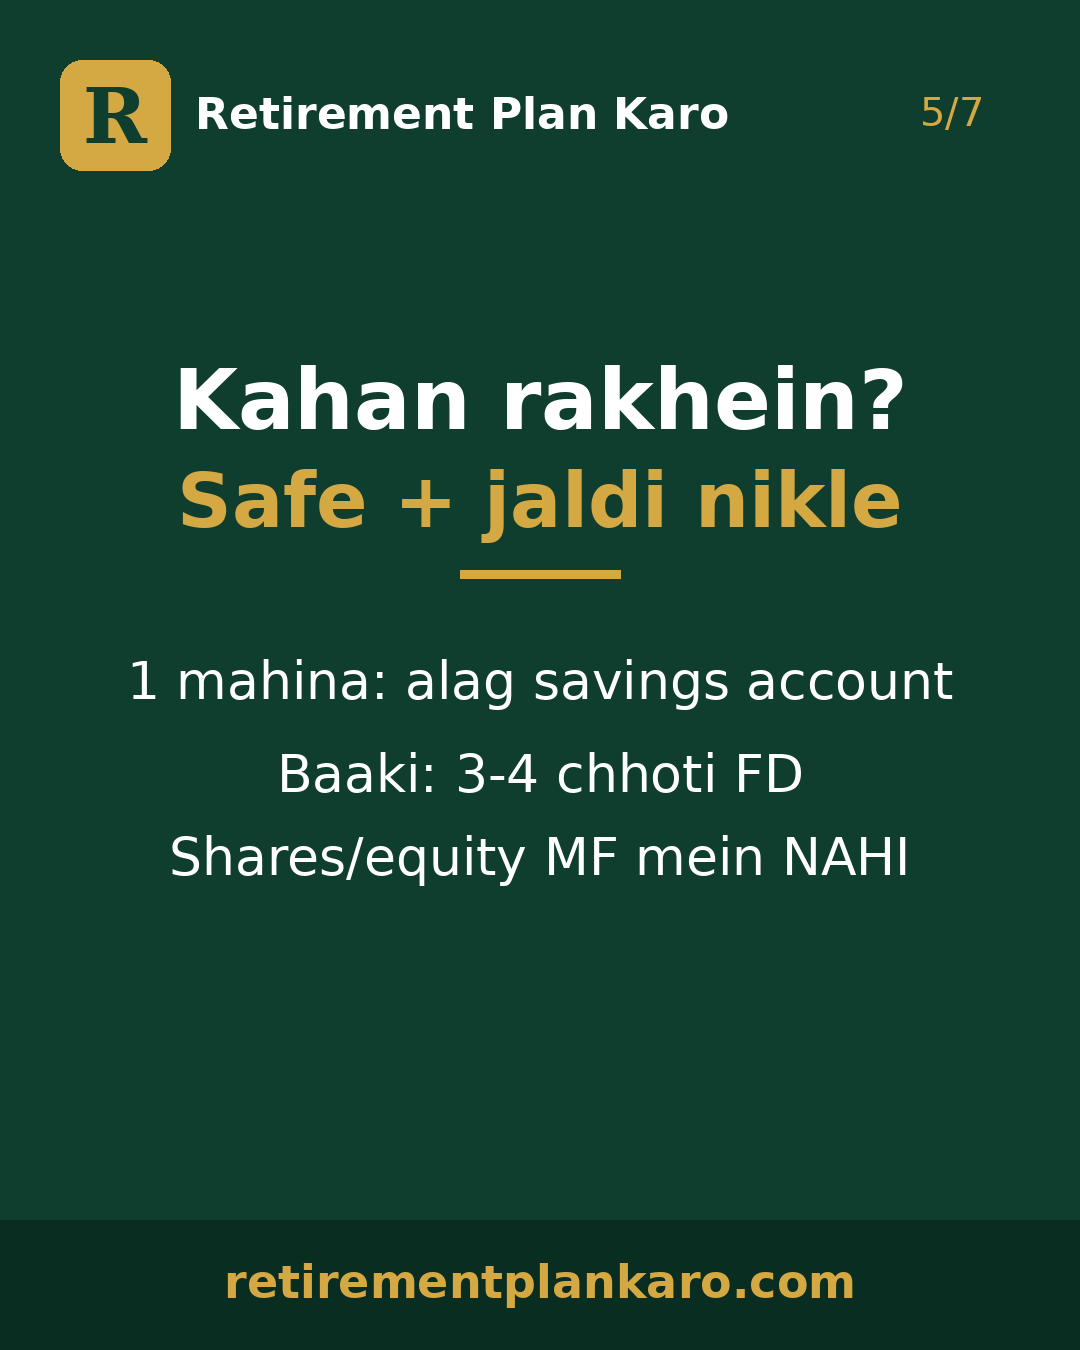 R
Retirement Plan Karo
5/7
Kahan rakhein?
Safe + jaldi nikle
1 mahina: alag savings account
Baaki: 3-4 chhoti FD
Shares/equity MF mein NAHI
retirementplankaro.com